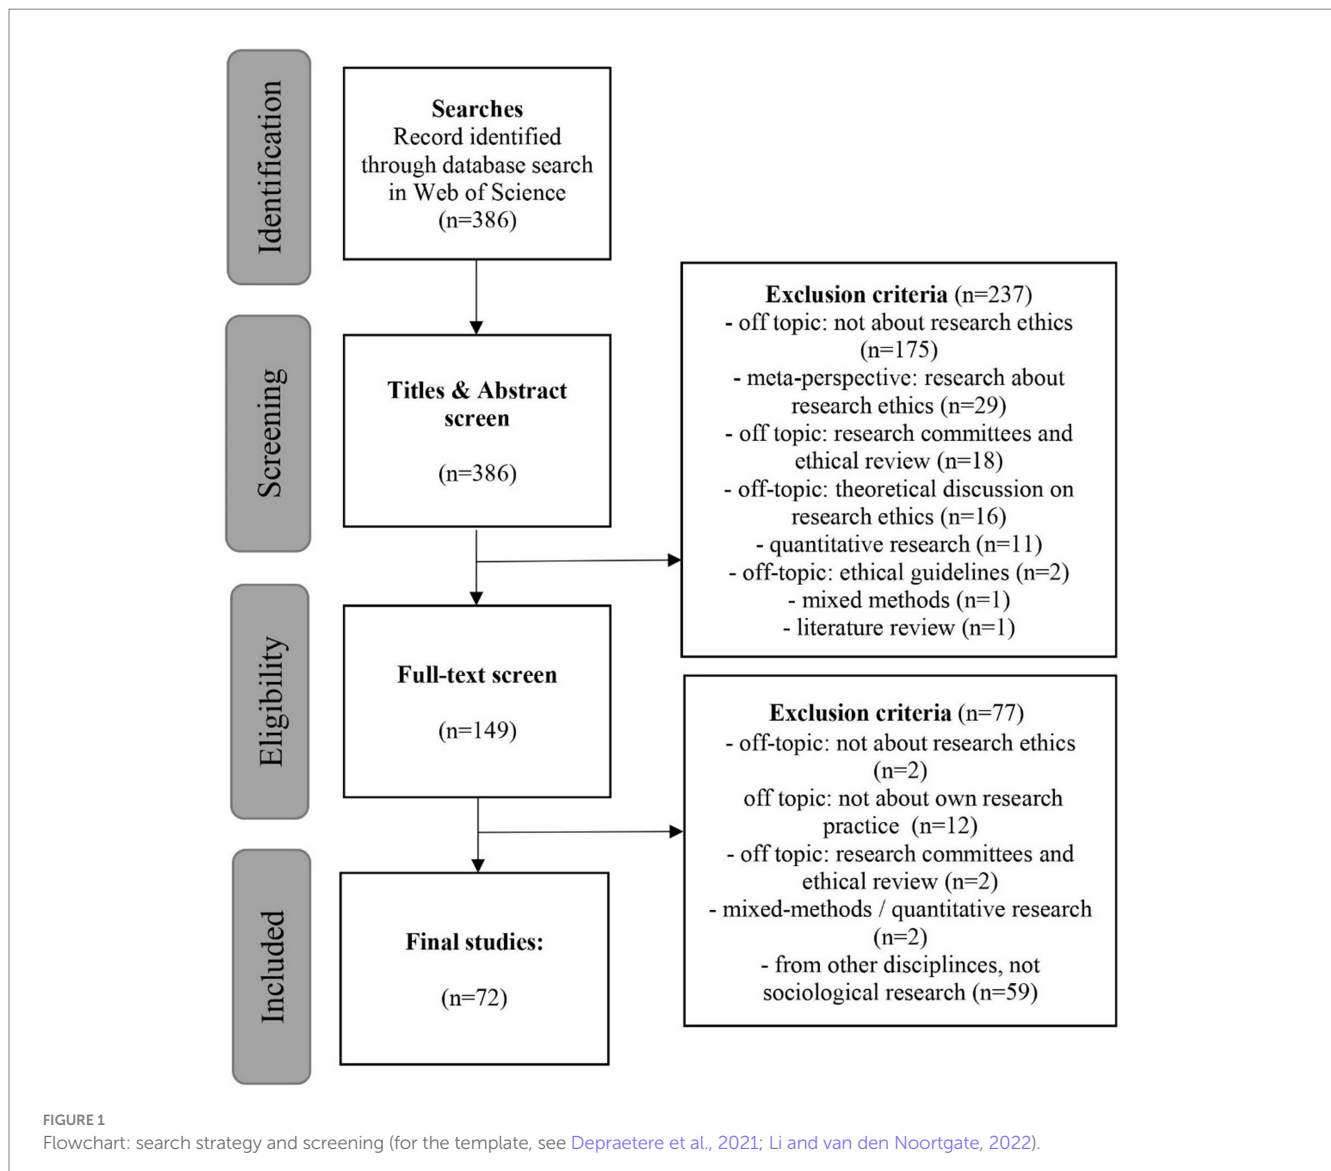 Identification
Searches
Record identified
through database search
in Web of Science
(n=386)
Screening
Titles & Abstract
screen
(n=386)
Exclusion criteria (n=237)
- off topic: not about research ethics
(n=175)
- meta-perspective: research about
research ethics (n=29)
- off topic: research committees and
ethical review (n=18)
- off-topic: theoretical discussion on
research ethics (n=16)
- quantitative research (n=11)
- off-topic: ethical guidelines (n=2)
- mixed methods (n=1)
- literature review (n=1)
Eligibility
Full-text screen
(n=149)
Exclusion criteria (n=77)
- off-topic: not about research ethics
(n=2)
off topic: not about own research
practice (n=12)
- off topic: research committees and
ethical review (n=2)
- mixed-methods / quantitative research
(n=2)
- from other disciplinces, not
sociological research (n=59)
Included
Final studies:
(n=72)
FIGURE 1
Flowchart: search strategy and screening (for the template, see Depraetere et al., 2021; Li and van den Noortgate, 2022).